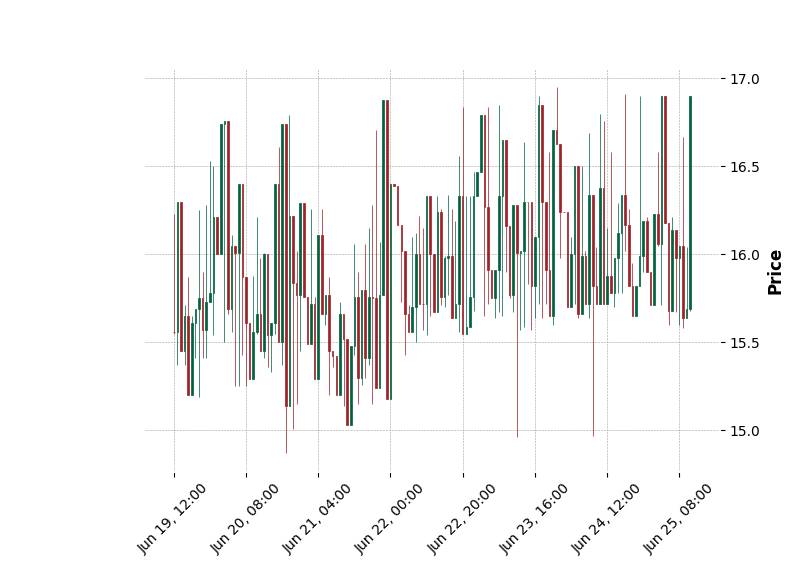 17.0
16.5
16.0
15.5
15.0
Price
Jun 19, 12:00
Jun 20, 08:00
Jun 21, 04:00
Jun 22, 00:00
Jun 22, 20:00
Jun 23, 16:00
Jun 24, 12:00
Jun 25, 08:00